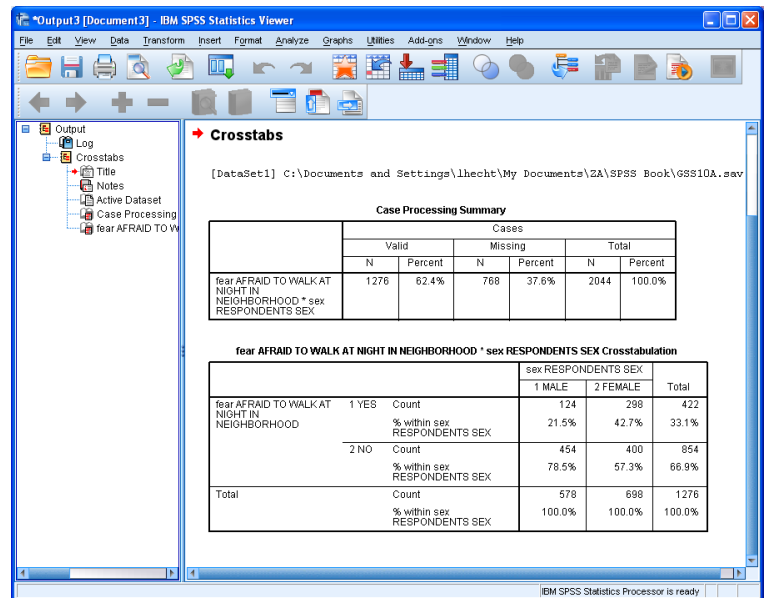 *Output3 [Document3] - IBM SPSS Statistics Viewer
File Edit View Data Transform Insert Format Analyze Graphs Utilities Add-ons Window Help
Output
Log
Crosstabs
Title
Notes
Active Dataset
Case Processing
fear AFRAID TO W
Crosstabs
[DataSet1] C:\Documents and Settings\lhecht\My Documents\ZA\SPSS Book\GSS10A.sav
Case Processing Summary
Cases
Valid Missing Total
N Percent N Percent N Percent
fear AFRAID TO WALK AT 1276 62.4% 768 37.6% 2044 100.0%
NIGHT IN
NEIGHBORHOOD * sex
RESPONDENTS SEX
fear AFRAID TO WALK AT NIGHT IN NEIGHBORHOOD * sex RESPONDENTS SEX Crosstabulation
sex RESPONDENTS SEX
1 MALE 2 FEMALE Total
fear AFRAID TO WALK AT 1 YES Count 124 298 422
NIGHT IN
NEIGHBORHOOD % within sex 21.5% 42.7% 33.1%
RESPONDENTS SEX
2 NO Count 454 400 854
% within sex 78.5% 57.3% 66.9%
RESPONDENTS SEX
Total Count 578 698 1276
% within sex 100.0% 100.0% 100.0%
RESPONDENTS SEX
IBM SPSS Statistics Processor is ready